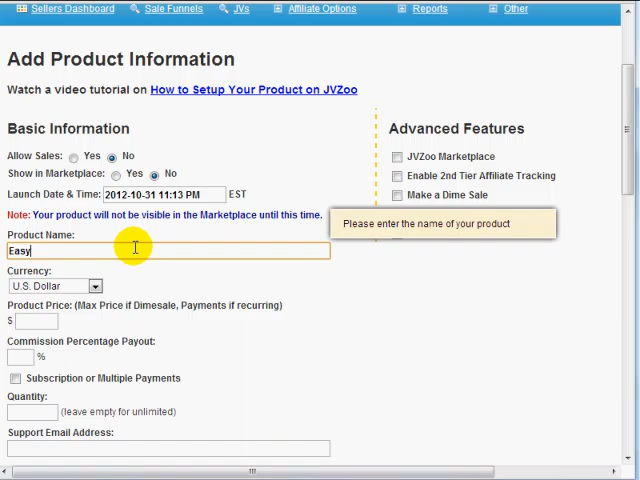 Sellers Dashboard Sale Funnels JVs Affiliate Options Reports Other
Add Product Information
Watch a video tutorial on How to Setup Your Product on JVZoo
Basic Information
Allow Sales: Yes No
Show in Marketplace: Yes No
Launch Date & Time: 2012-10-31 11:13 PM EST
Note: Your product will not be visible in the Marketplace until this time.
Product Name:
Easy
Currency:
U.S. Dollar
Product Price: (Max Price if Dimesale, Payments if recurring)
$
Commission Percentage Payout:
%
Subscription or Multiple Payments
Quantity:
(leave empty for unlimited)
Support Email Address:
Advanced Features
JVZoo Marketplace
Enable 2nd Tier Affiliate Tracking
Make a Dime Sale
Please enter the name of your product